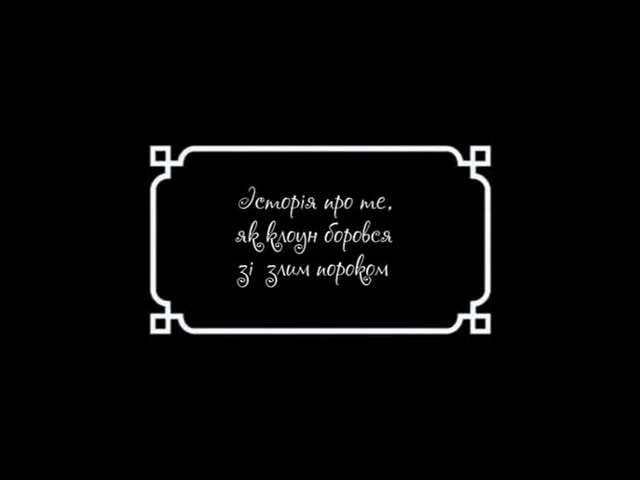 Історія про те,
як клоун боровся
зі злим пороком